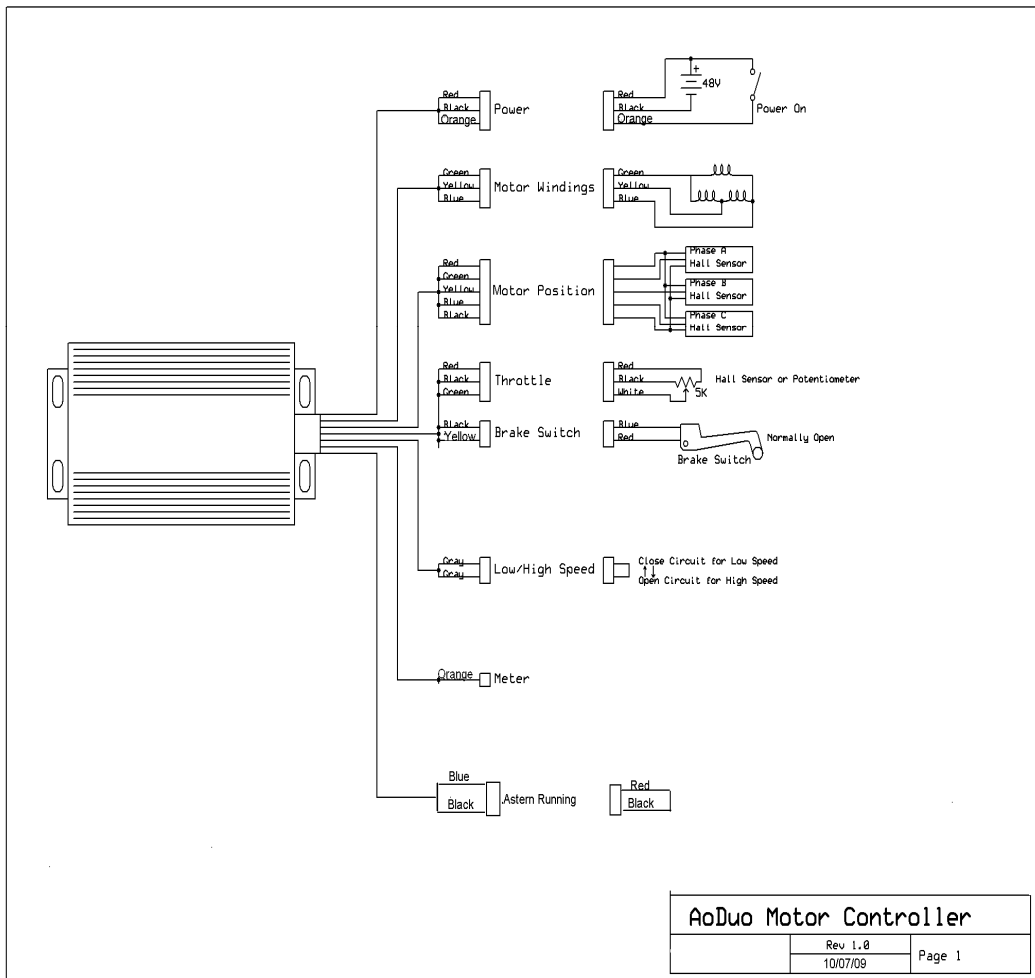 Red
Black
Orange
Power
Red
Black
Orange
+
48V
Power On
Green
Yellow
Blue
Motor Windings
Green
Yellow
Blue
Red
Green
Yellow
Blue
Black
Motor Position
Phase A
Hall Sensor
Phase B
Hall Sensor
Phase C
Hall Sensor
Red
Black
Green
Throttle
Red
Black
White
5K
Hall Sensor or Potentiometer
Black
Yellow
Brake Switch
Blue
Red
Normally Open
Brake Switch
Gray
Gray
Low/High Speed
Close Circuit for Low Speed
Open Circuit for High Speed
Orange
Meter
Blue
Black
.Astern Running
Red
Black
AoDuo Motor Controller
Rev 1.0
10/07/09
Page 1